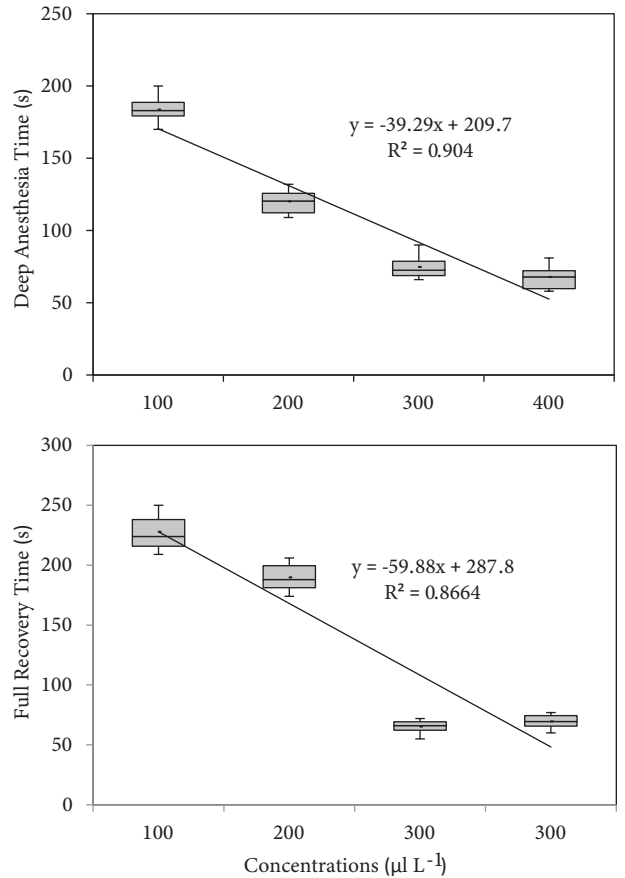 250
200
150
100
50
0
Deep Anesthesia Time (s)
y = -39.29x + 209.7
R² = 0.904
100 200 300 400
300
250
200
150
100
50
0
Full Recovery Time (s)
y = -59.88x + 287.8
R² = 0.8664
100 200 300 300
Concentrations (µl L⁻¹)